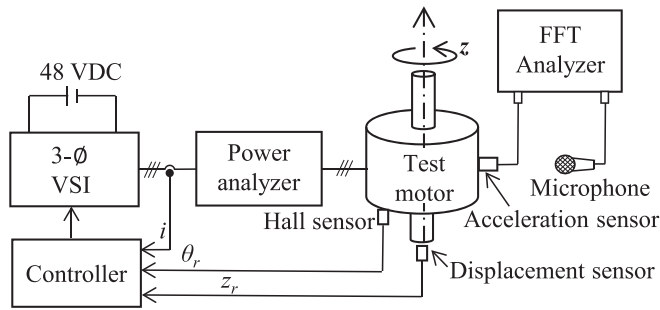 48 VDC
3-Ø
VSI
Power
analyzer
Test
motor
z
FFT
Analyzer
Microphone
Acceleration sensor
Hall sensor
Displacement sensor
Controller
i
θr
zr